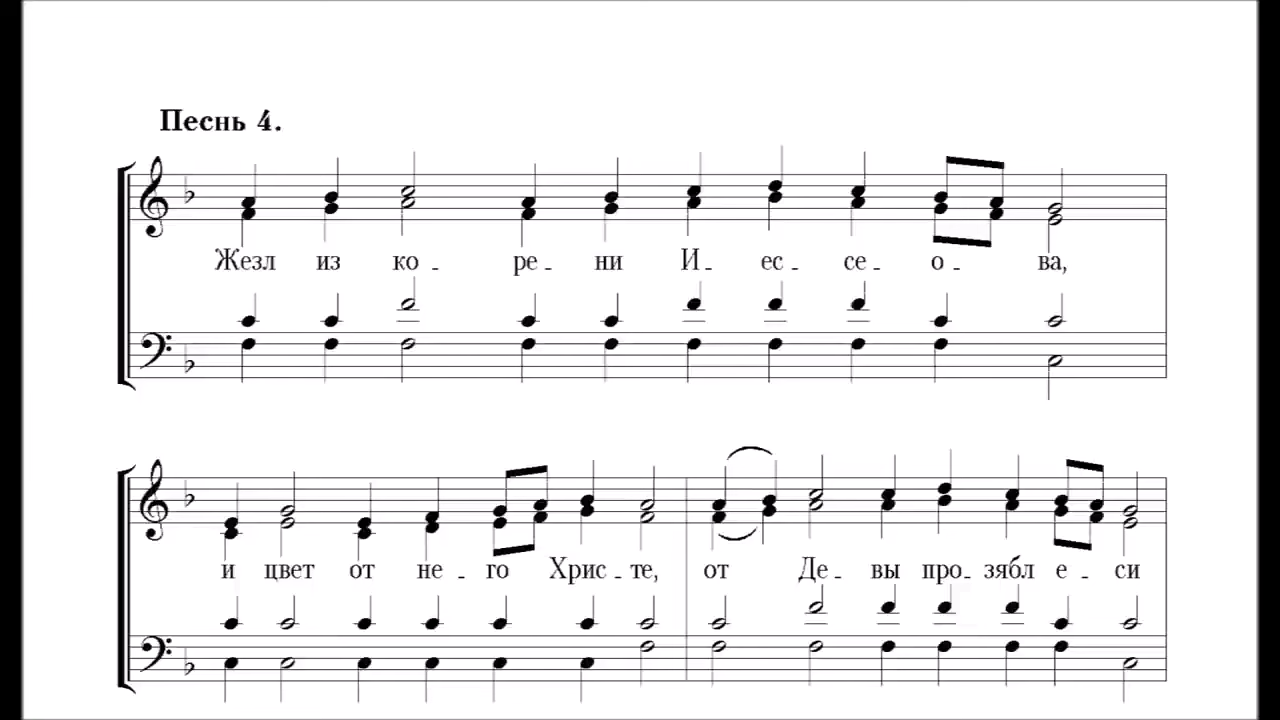 Песнь 4.
Жезл из ко - ре - ни И - ес - се - о - ва,
и цвет от не - го Хрис - те, от Де - вы про - зябл е - си